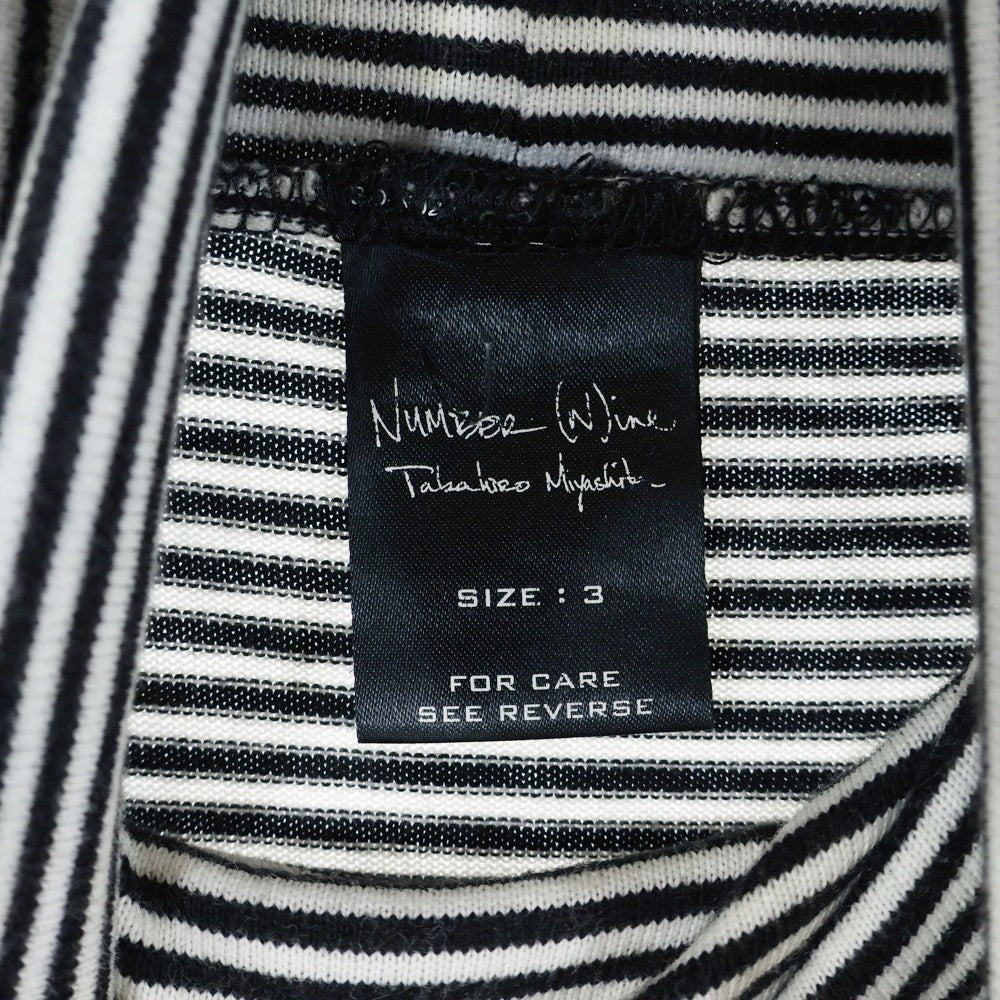 NUMBER (N)ine
Takahiro Miyashita
SIZE : 3
FOR CARE
SEE REVERSE